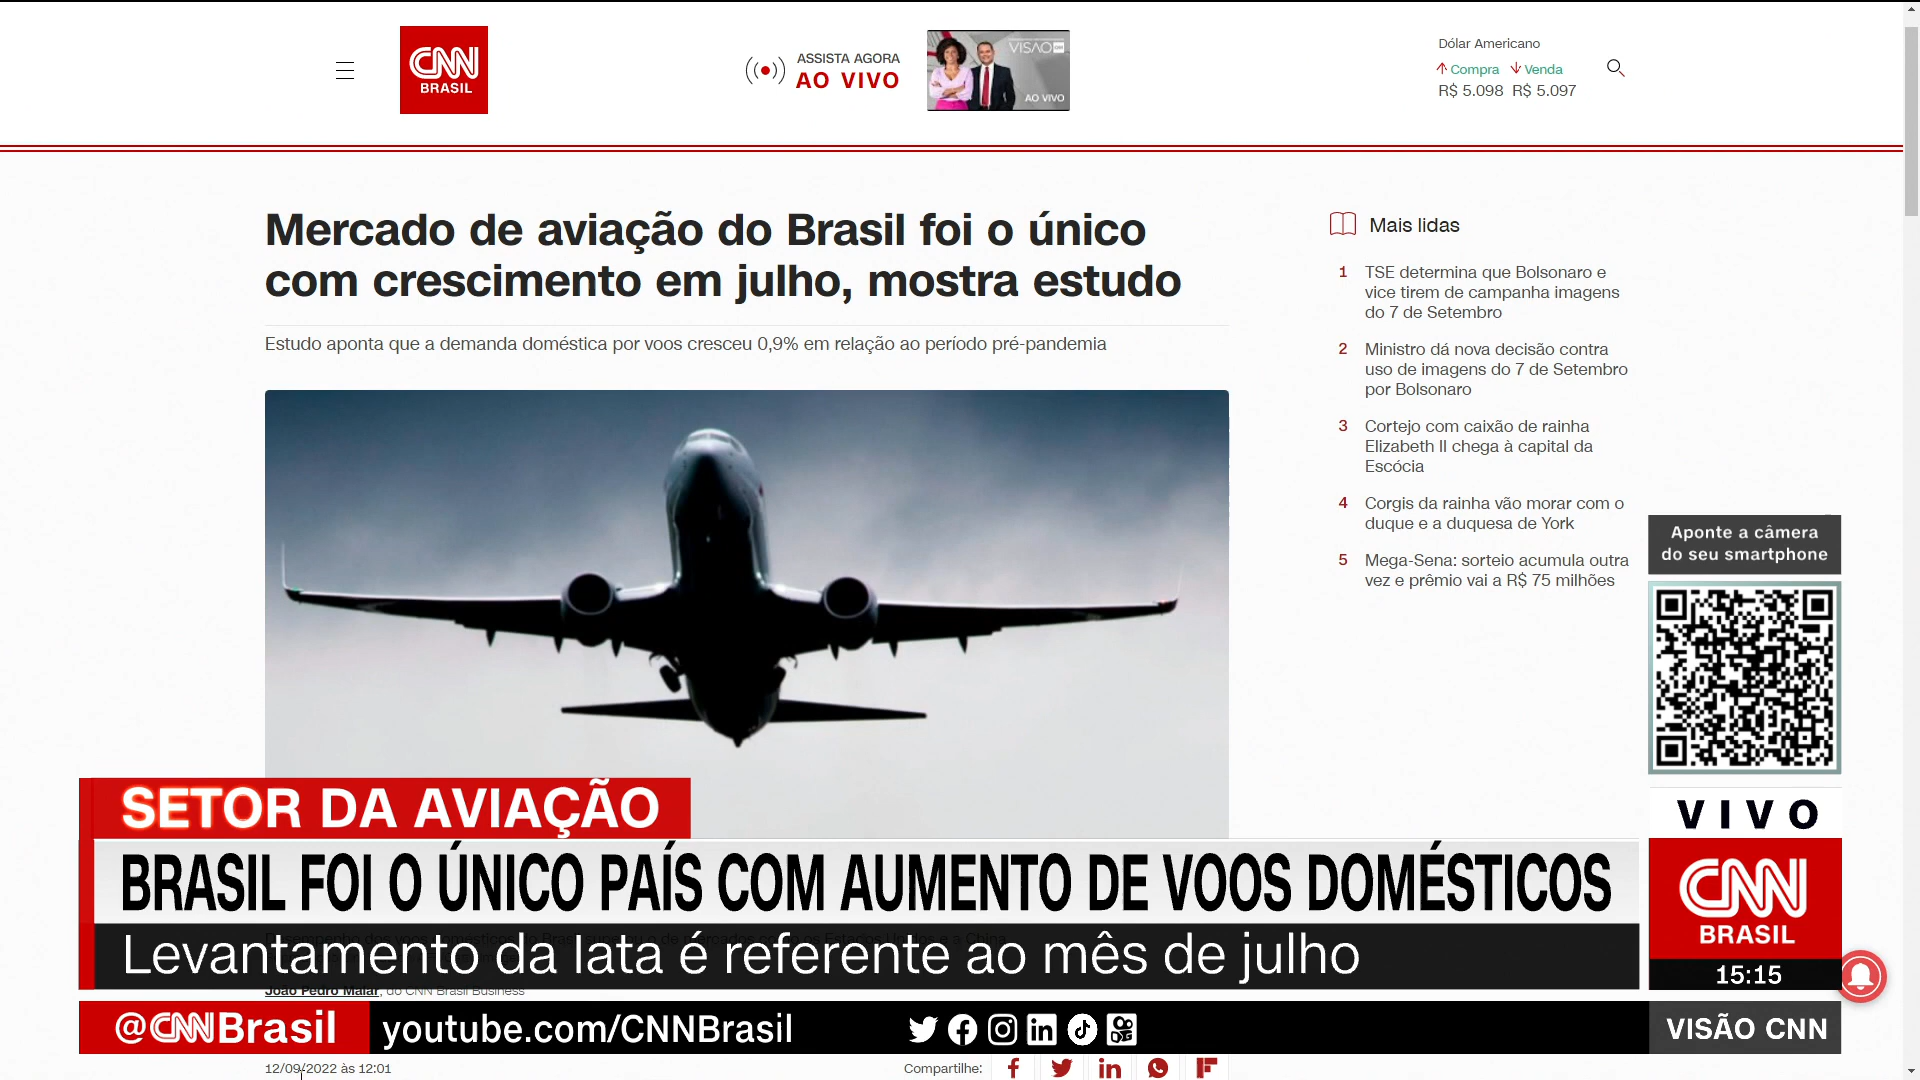 CNN
BRASIL
ASSISTA AGORA
AO VIVO
VISÃO CNN
AO VIVO
Dólar Americano
Compra Venda
R$ 5.098 R$ 5.097
Mercado de aviação do Brasil foi o único
com crescimento em julho, mostra estudo
Estudo aponta que a demanda doméstica por voos cresceu 0,9% em relação ao período pré-pandemia
Mais lidas
1 TSE determina que Bolsonaro e
vice tirem de campanha imagens
do 7 de Setembro
2 Ministro dá nova decisão contra
uso de imagens do 7 de Setembro
por Bolsonaro
3 Cortejo com caixão de rainha
Elizabeth II chega à capital da
Escócia
4 Corgis da rainha vão morar com o
duque e a duquesa de York
5 Mega-Sena: sorteio acumula outra
vez e prêmio vai a R$ 75 milhões
Aponte a câmera
do seu smartphone
SETOR DA AVIAÇÃO
BRASIL FOI O ÚNICO PAÍS COM AUMENTO DE VOOS DOMÉSTICOS
Levantamento da Iata é referente ao mês de julho
João Pedro Malar, do CNN Brasil Business
VIVO
CNN
BRASIL
15:15
@CNNBrasil
youtube.com/CNNBrasil
VISÃO CNN
12/09/2022 às 12:01
Compartilhe: